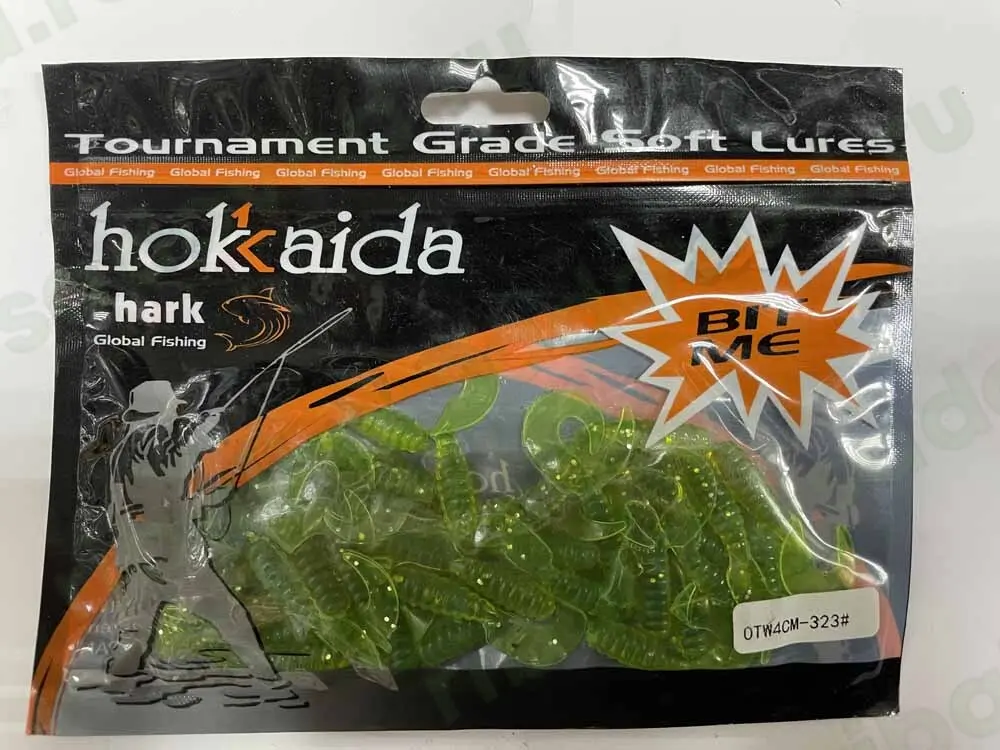 Tournament Grade Soft Lures
Global Fishing Global Fishing Global Fishing Global Fishing Global Fishing Global Fishing Global Fishing Global Fishing
hokkaida
hark
Global Fishing
BIT
ME
OTW4CM-323#